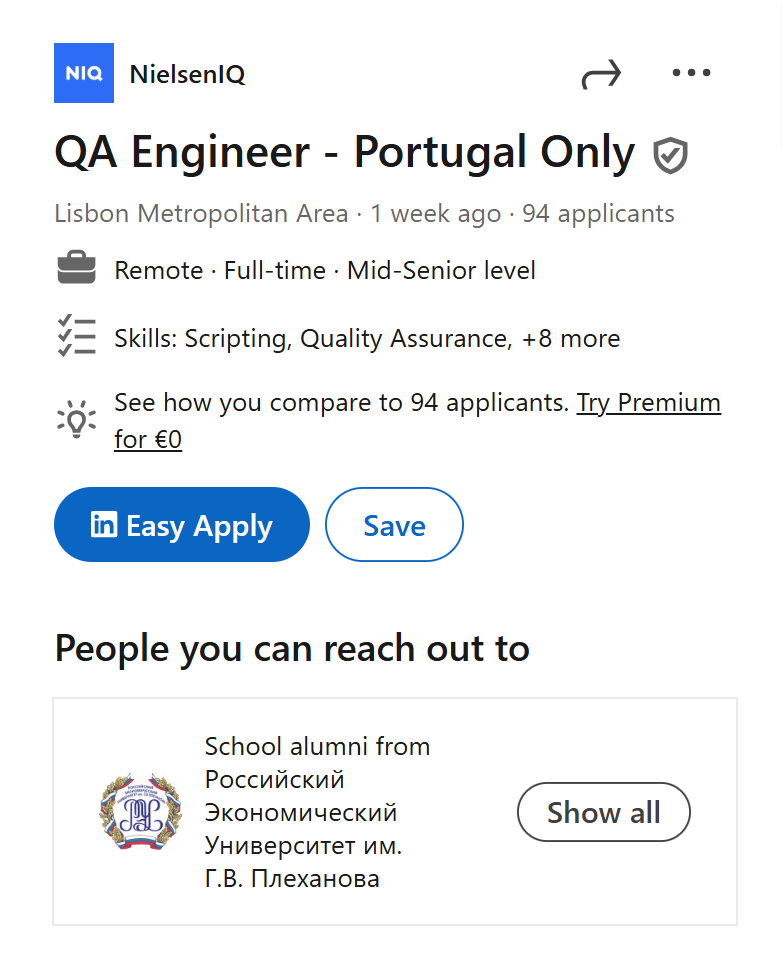 NIQ NielsenIQ
QA Engineer - Portugal Only
Lisbon Metropolitan Area · 1 week ago · 94 applicants
Remote · Full-time · Mid-Senior level
Skills: Scripting, Quality Assurance, +8 more
See how you compare to 94 applicants. Try Premium
for €0
in Easy Apply
Save
People you can reach out to
School alumni from
Российский
Экономический
Университет им.
Г.В. Плеханова
Show all